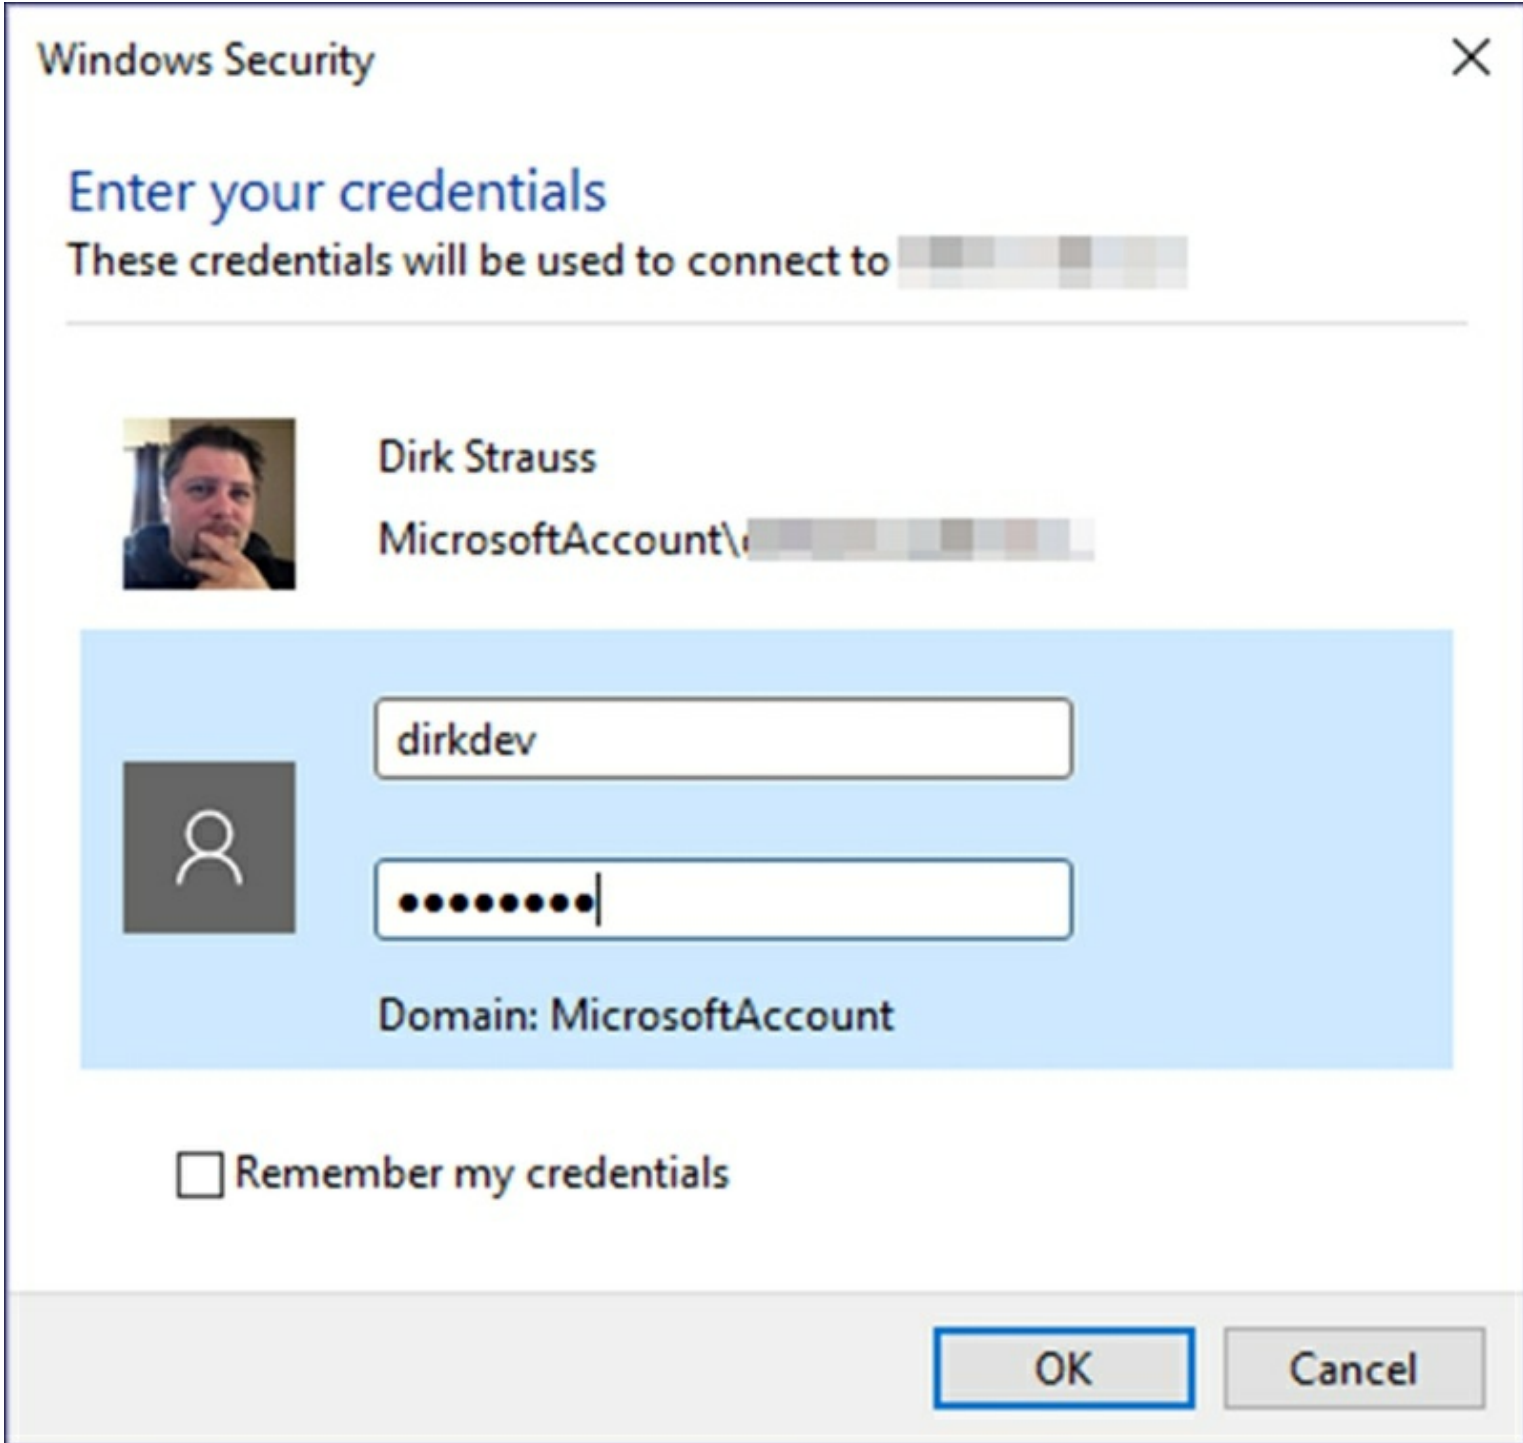 Windows Security
Enter your credentials
These credentials will be used to connect to
Dirk Strauss
MicrosoftAccount\
dirkdev
••••••••
Domain: MicrosoftAccount
Remember my credentials
OK
Cancel